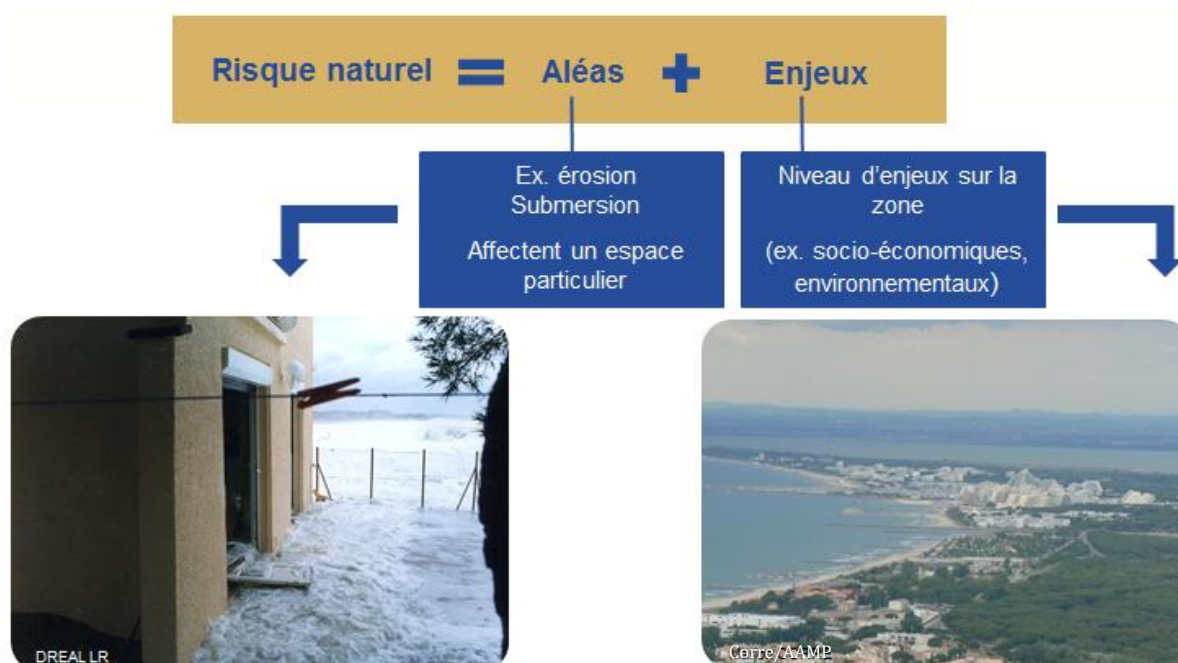 Risque naturel = Aléas + Enjeux
Ex. érosion
Submersion
Affectent un espace
particulier
Niveau d'enjeux sur la
zone
(ex. socio-économiques,
environnementaux)
DREAL LR
Corre/AAMP